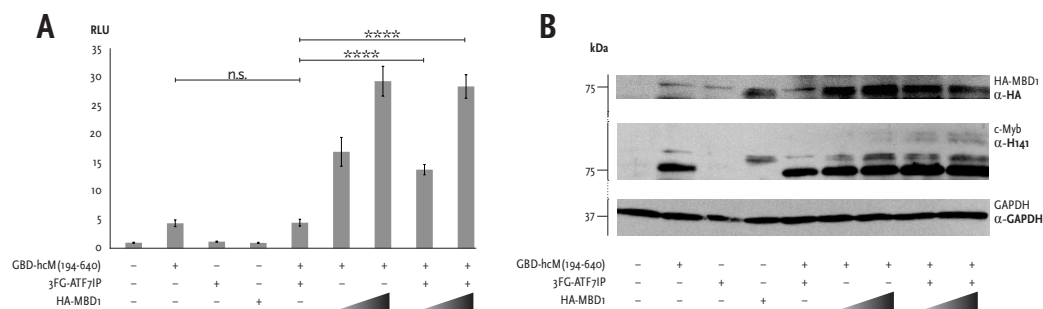 A
RLU
35
30
25
20
15
10
5
0
n.s.
****
****
GBD-hcM(194-640) – + – – + + + + +
3FG-ATF7IP – – + – + – – + +
HA-MBD1 – – – + –
B
kDa
75
HA-MBD1
α-HA
75
c-Myb
α-H141
37
GAPDH
α-GAPDH
GBD-hcM(194-640) – + – – + + + + +
3FG-ATF7IP – – + – + – – + +
HA-MBD1 – – – + –